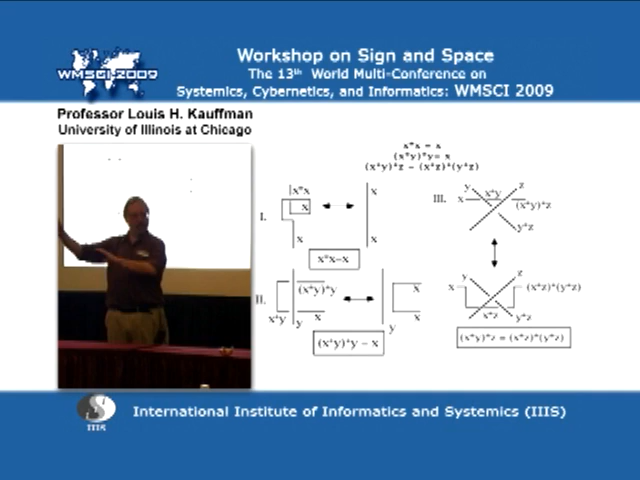 Workshop on Sign and Space
The 13th World Multi-Conference on
Systemics, Cybernetics, and Informatics: WMSCI 2009
WMSCI 2009
Professor Louis H. Kauffman
University of Illinois at Chicago
x*x = x
(x*y)*y = x
(x*y)*z = (x*z)*(y*z)
I.
x*x
x
x
x
x
x*x=x
II.
(x*y)*y
x*y
y
x
x
x
y
(x*y)*y = x
III.
y
z
x
x*y
(x*y)*z
y*z
y
z
x
(x*z)*(y*z)
x*z
y*z
(x*y)*z = (x*z)*(y*z)
IIIS
International Institute of Informatics and Systemics (IIIS)